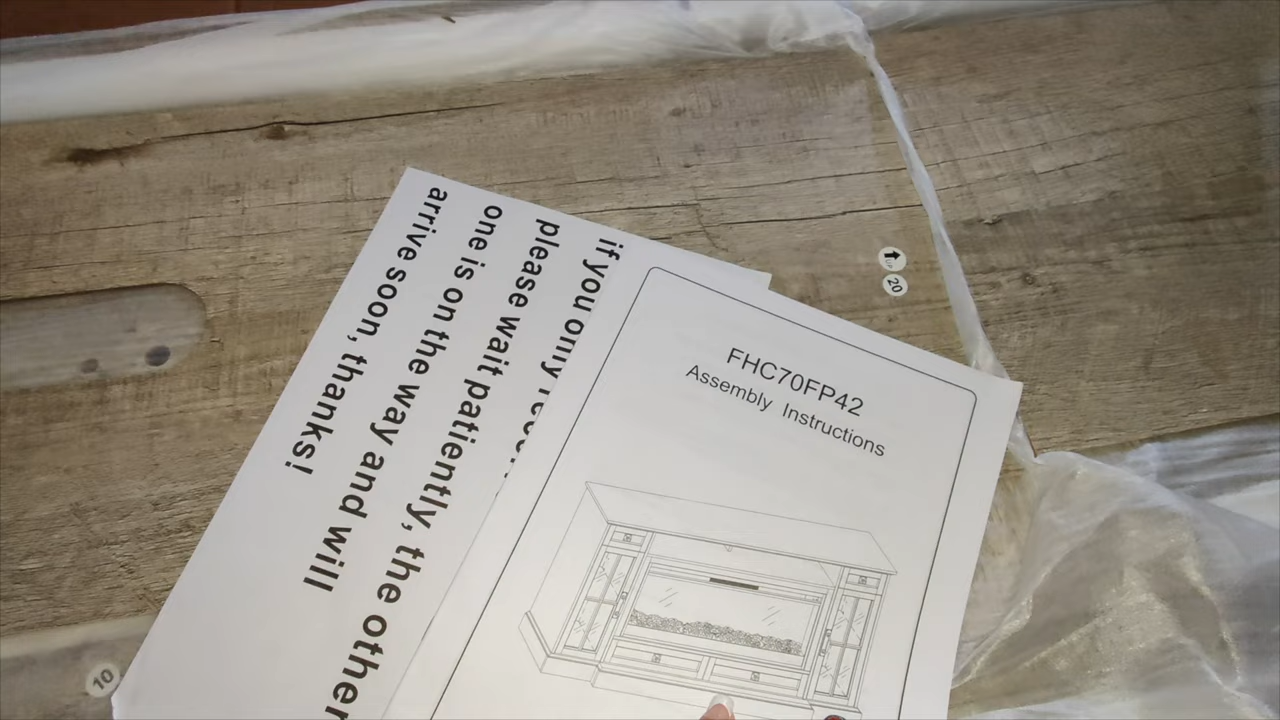 if you only
please wait patiently, the other
one is on the way and will
arrive soon, thanks!
FHC70FP42
Assembly Instructions
UP
20
10